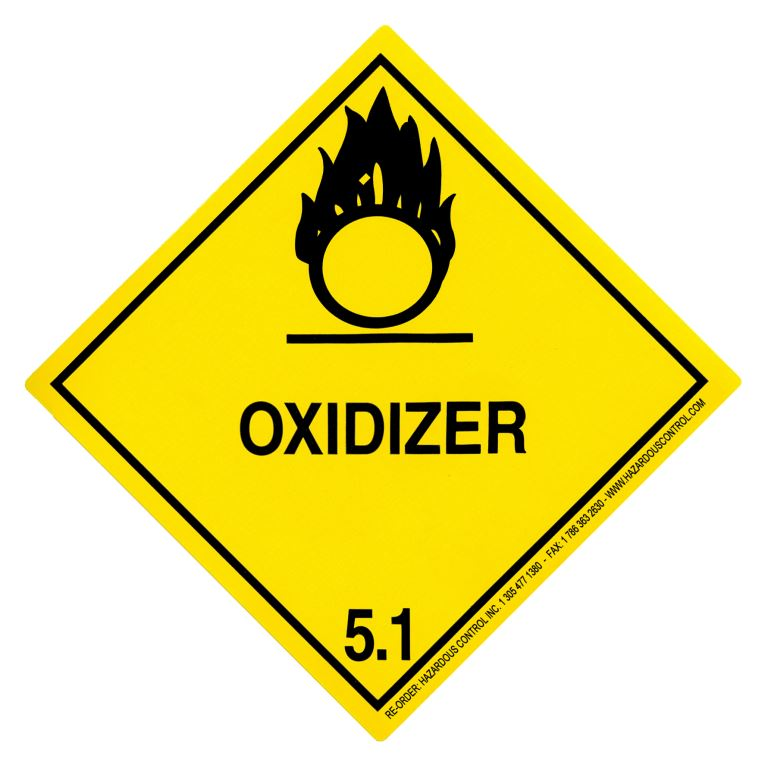 OXIDIZER
5.1
RE-ORDER: HAZARDOUS CONTROL INC. 1 305 477 1380 - FAX: 1 786 363 2630 - WWW.HAZARDOUSCONTROL.COM